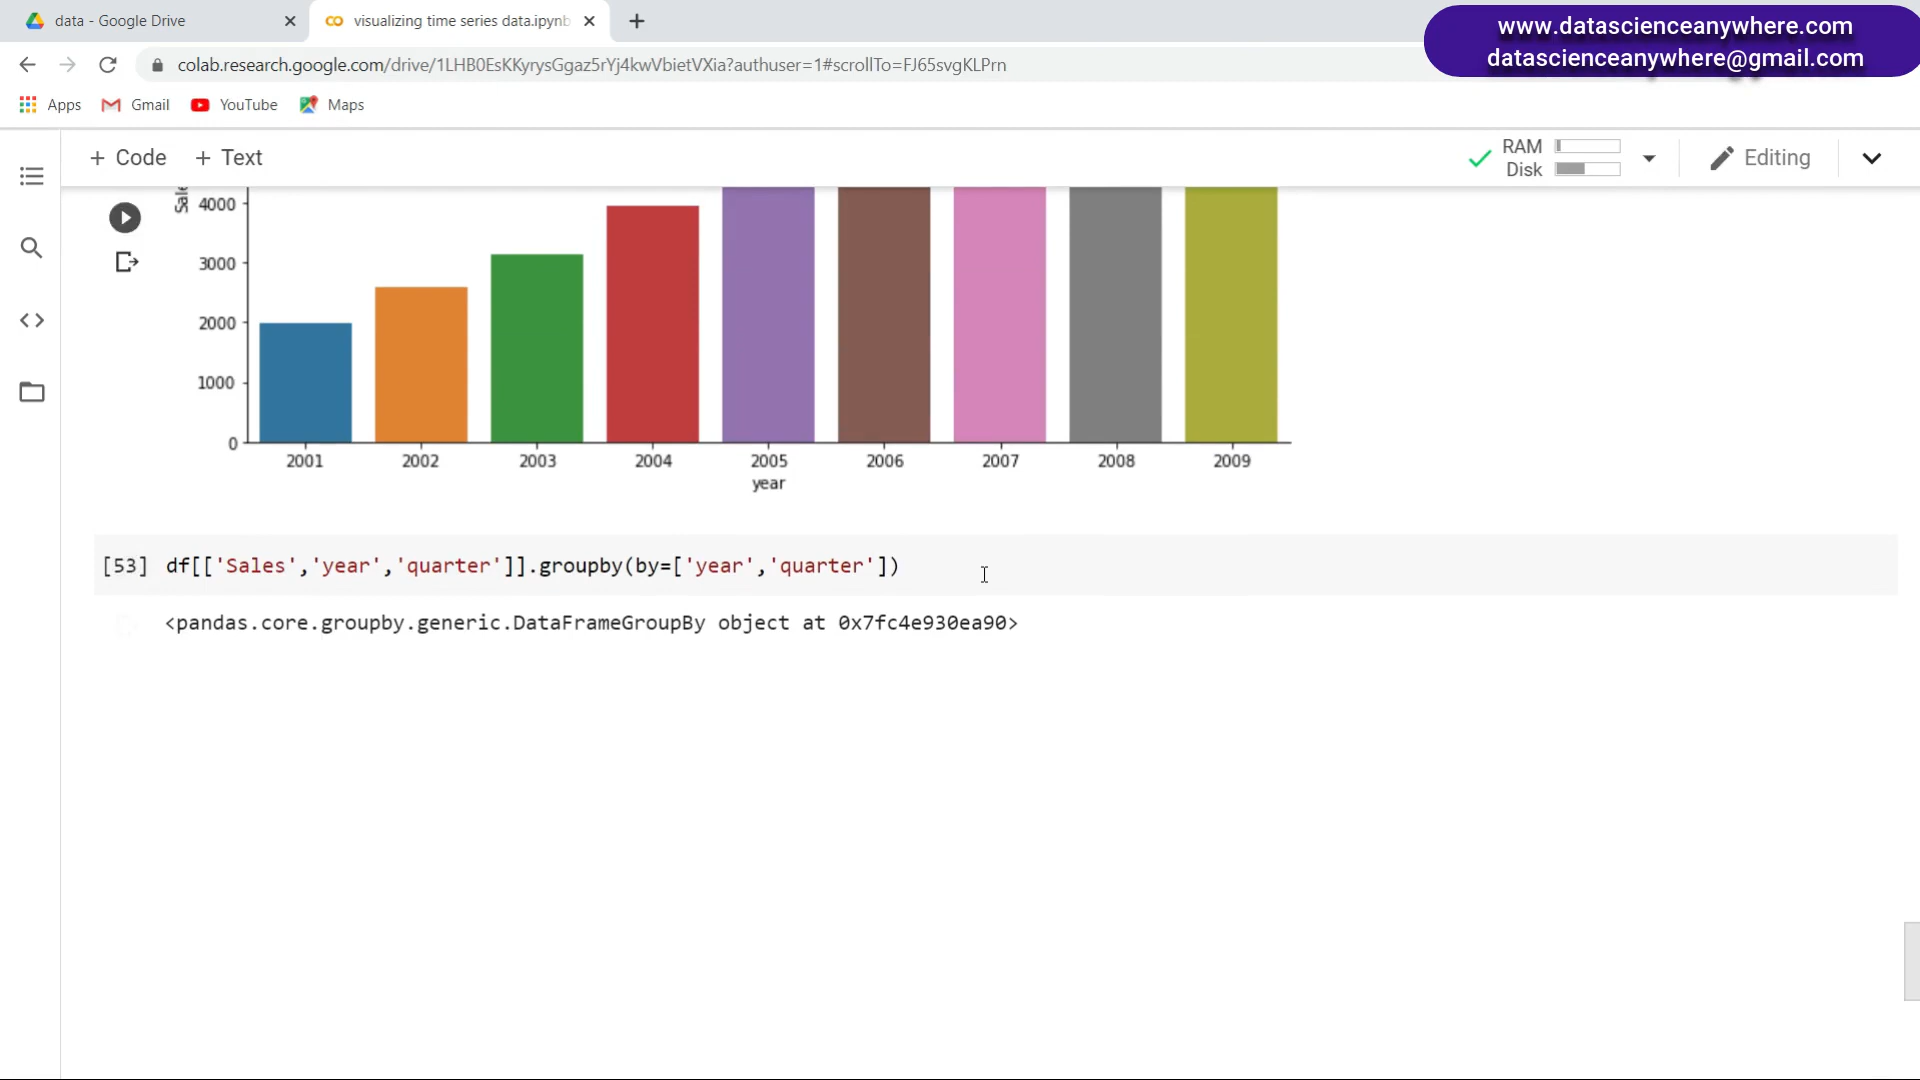 data - Google Drive
visualizing time series data.ipynb
www.datascienceanywhere.com
datascienceanywhere@gmail.com
colab.research.google.com/drive/1LHB0EsKKyrysGgaz5rYj4kwVbietVXia?authuser=1#scrollTo=FJ65svgKLPrn
Apps Gmail YouTube Maps
+ Code + Text
RAM
Disk
Editing
4000
3000
2000
1000
0
2001 2002 2003 2004 2005 2006 2007 2008 2009
year
[53] df[['Sales','year','quarter']].groupby(by=['year','quarter'])
<pandas.core.groupby.generic.DataFrameGroupBy object at 0x7fc4e930ea90>